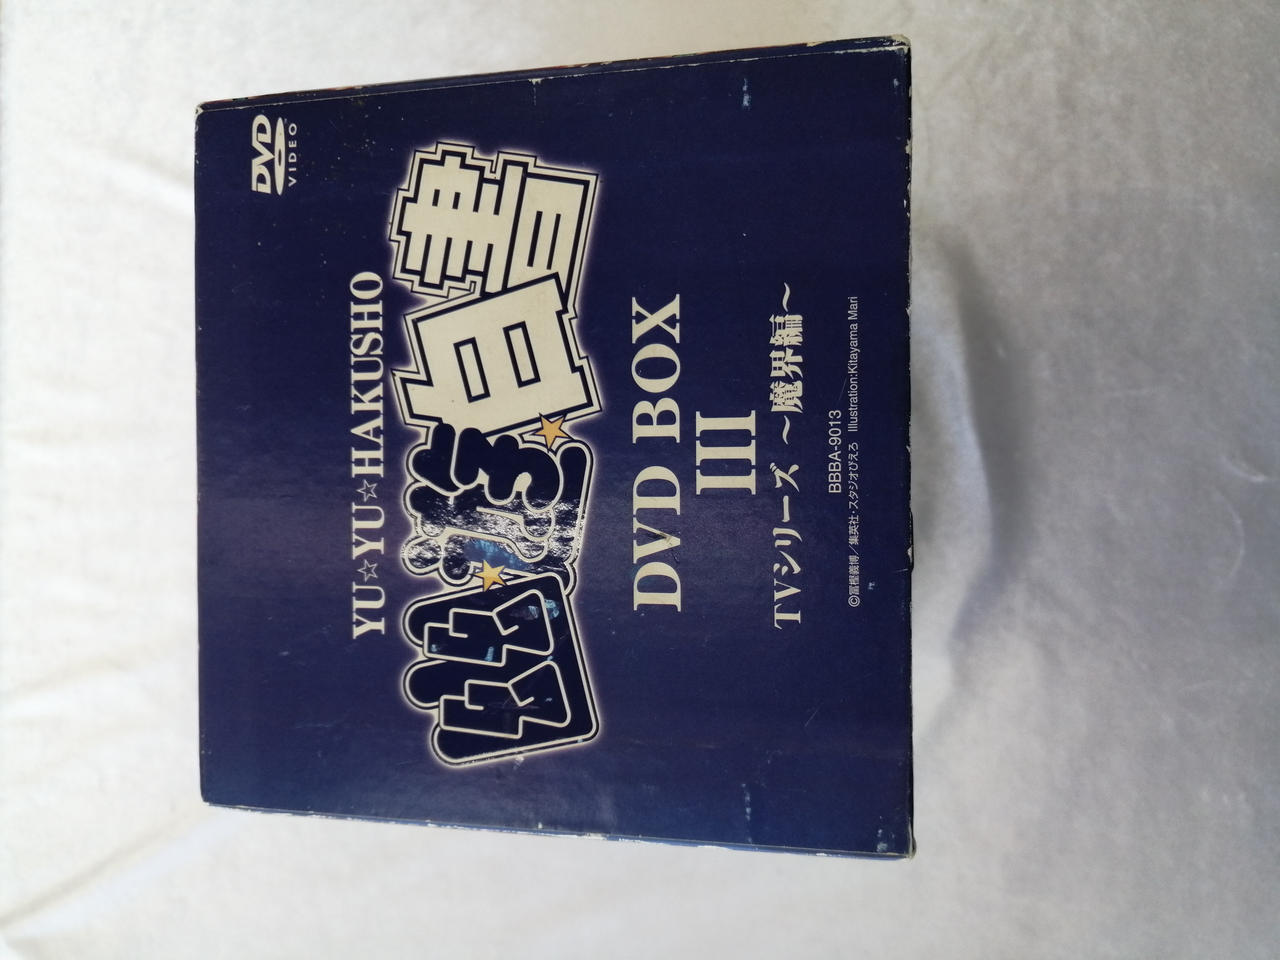 DVD
VIDEO
YU☆YU☆HAKUSHO
幽☆遊☆白書
DVD BOX
III
TVシリーズ ～魔界編～
BBBA-9013
©冨樫義博／集英社・スタジオぴえろ Illustration:Kitayama Mari